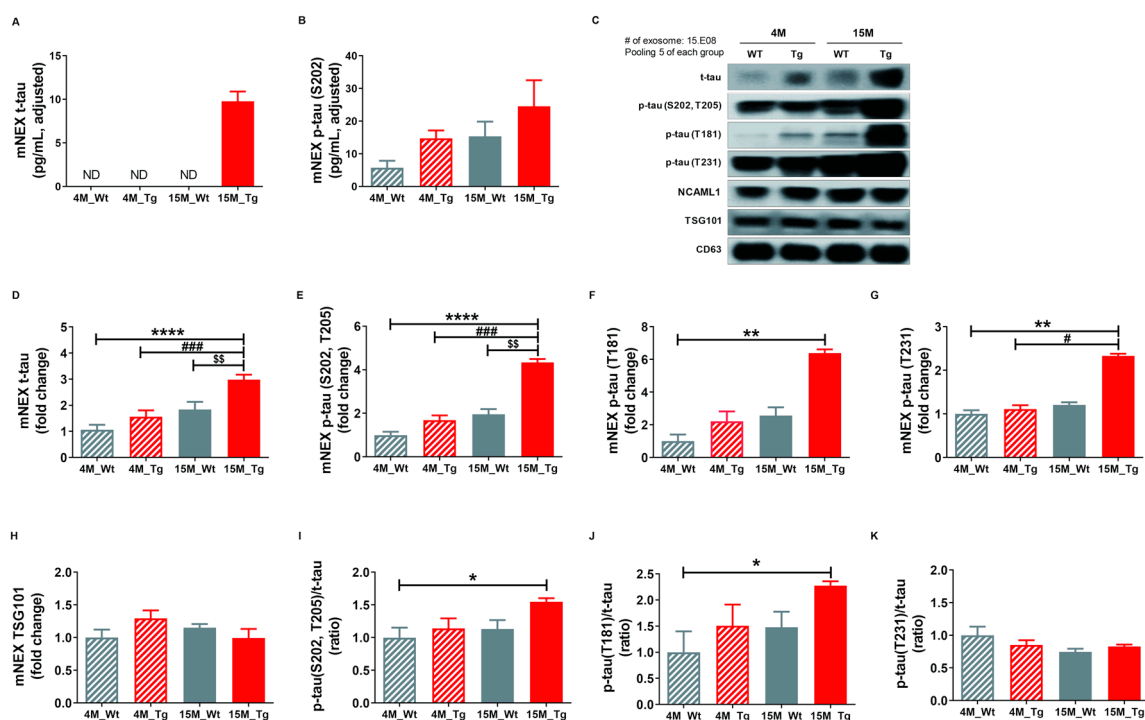 A
mNEX t-tau
(pg/mL, adjusted)
15
10
5
0
ND
ND
ND
4M_Wt
4M_Tg
15M_Wt
15M_Tg
B
mNEX p-tau (S202)
(pg/mL, adjusted)
40
30
20
10
0
4M_Wt
4M_Tg
15M_Wt
15M_Tg
C
# of exosome: 15.E08
Pooling 5 of each group
4M
15M
WT
Tg
WT
Tg
t-tau
p-tau (S202, T205)
p-tau (T181)
p-tau (T231)
NCAML1
TSG101
CD63
D
mNEX t-tau
(fold change)
5
4
3
2
1
0
****
###
$$
4M_Wt
4M_Tg
15M_Wt
15M_Tg
E
mNEX p-tau (S202, T205)
(fold change)
6
4
2
0
****
###
$$
4M_Wt
4M_Tg
15M_Wt
15M_Tg
F
mNEX p-tau (T181)
(fold change)
8
6
4
2
0
**
4M_Wt
4M_Tg
15M_Wt
15M_Tg
G
mNEX p-tau (T231)
(fold change)
3
2
1
0
**
#
4M_Wt
4M_Tg
15M_Wt
15M_Tg
H
mNEX TSG101
(fold change)
2.0
1.5
1.0
0.5
0.0
4M_Wt
4M_Tg
15M_Wt
15M_Tg
I
p-tau(S202, T205)/t-tau
(ratio)
2.0
1.5
1.0
0.5
0.0
*
4M_Wt
4M_Tg
15M_Wt
15M_Tg
J
p-tau(T181)/t-tau
(ratio)
2.5
2.0
1.5
1.0
0.5
0.0
*
4M_Wt
4M_Tg
15M_Wt
15M_Tg
K
p-tau(T231)/t-tau
(ratio)
2.0
1.5
1.0
0.5
0.0
4M_Wt
4M_Tg
15M_Wt
15M_Tg